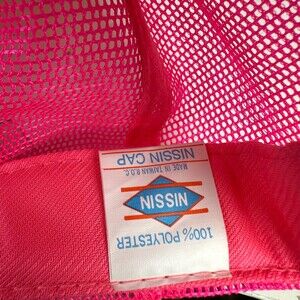 100% POLYESTER
NISSIN
MADE IN TAIWAN R.O.C.
NISSIN CAP